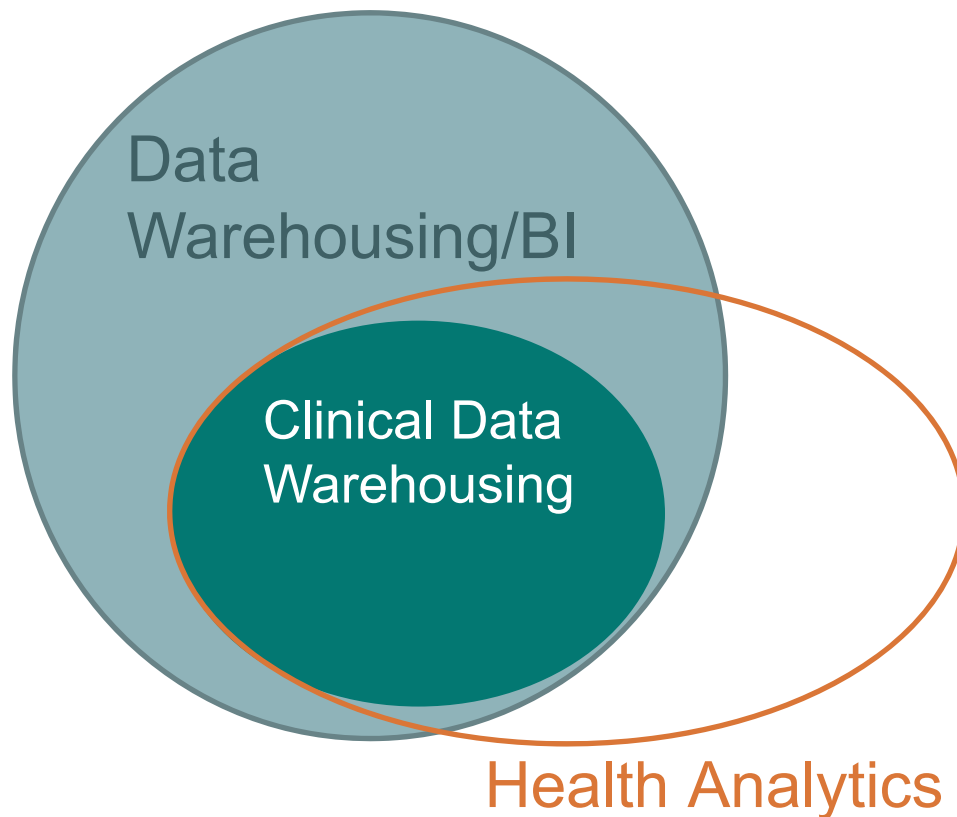 Data
Warehousing/BI
Clinical Data
Warehousing
Health Analytics